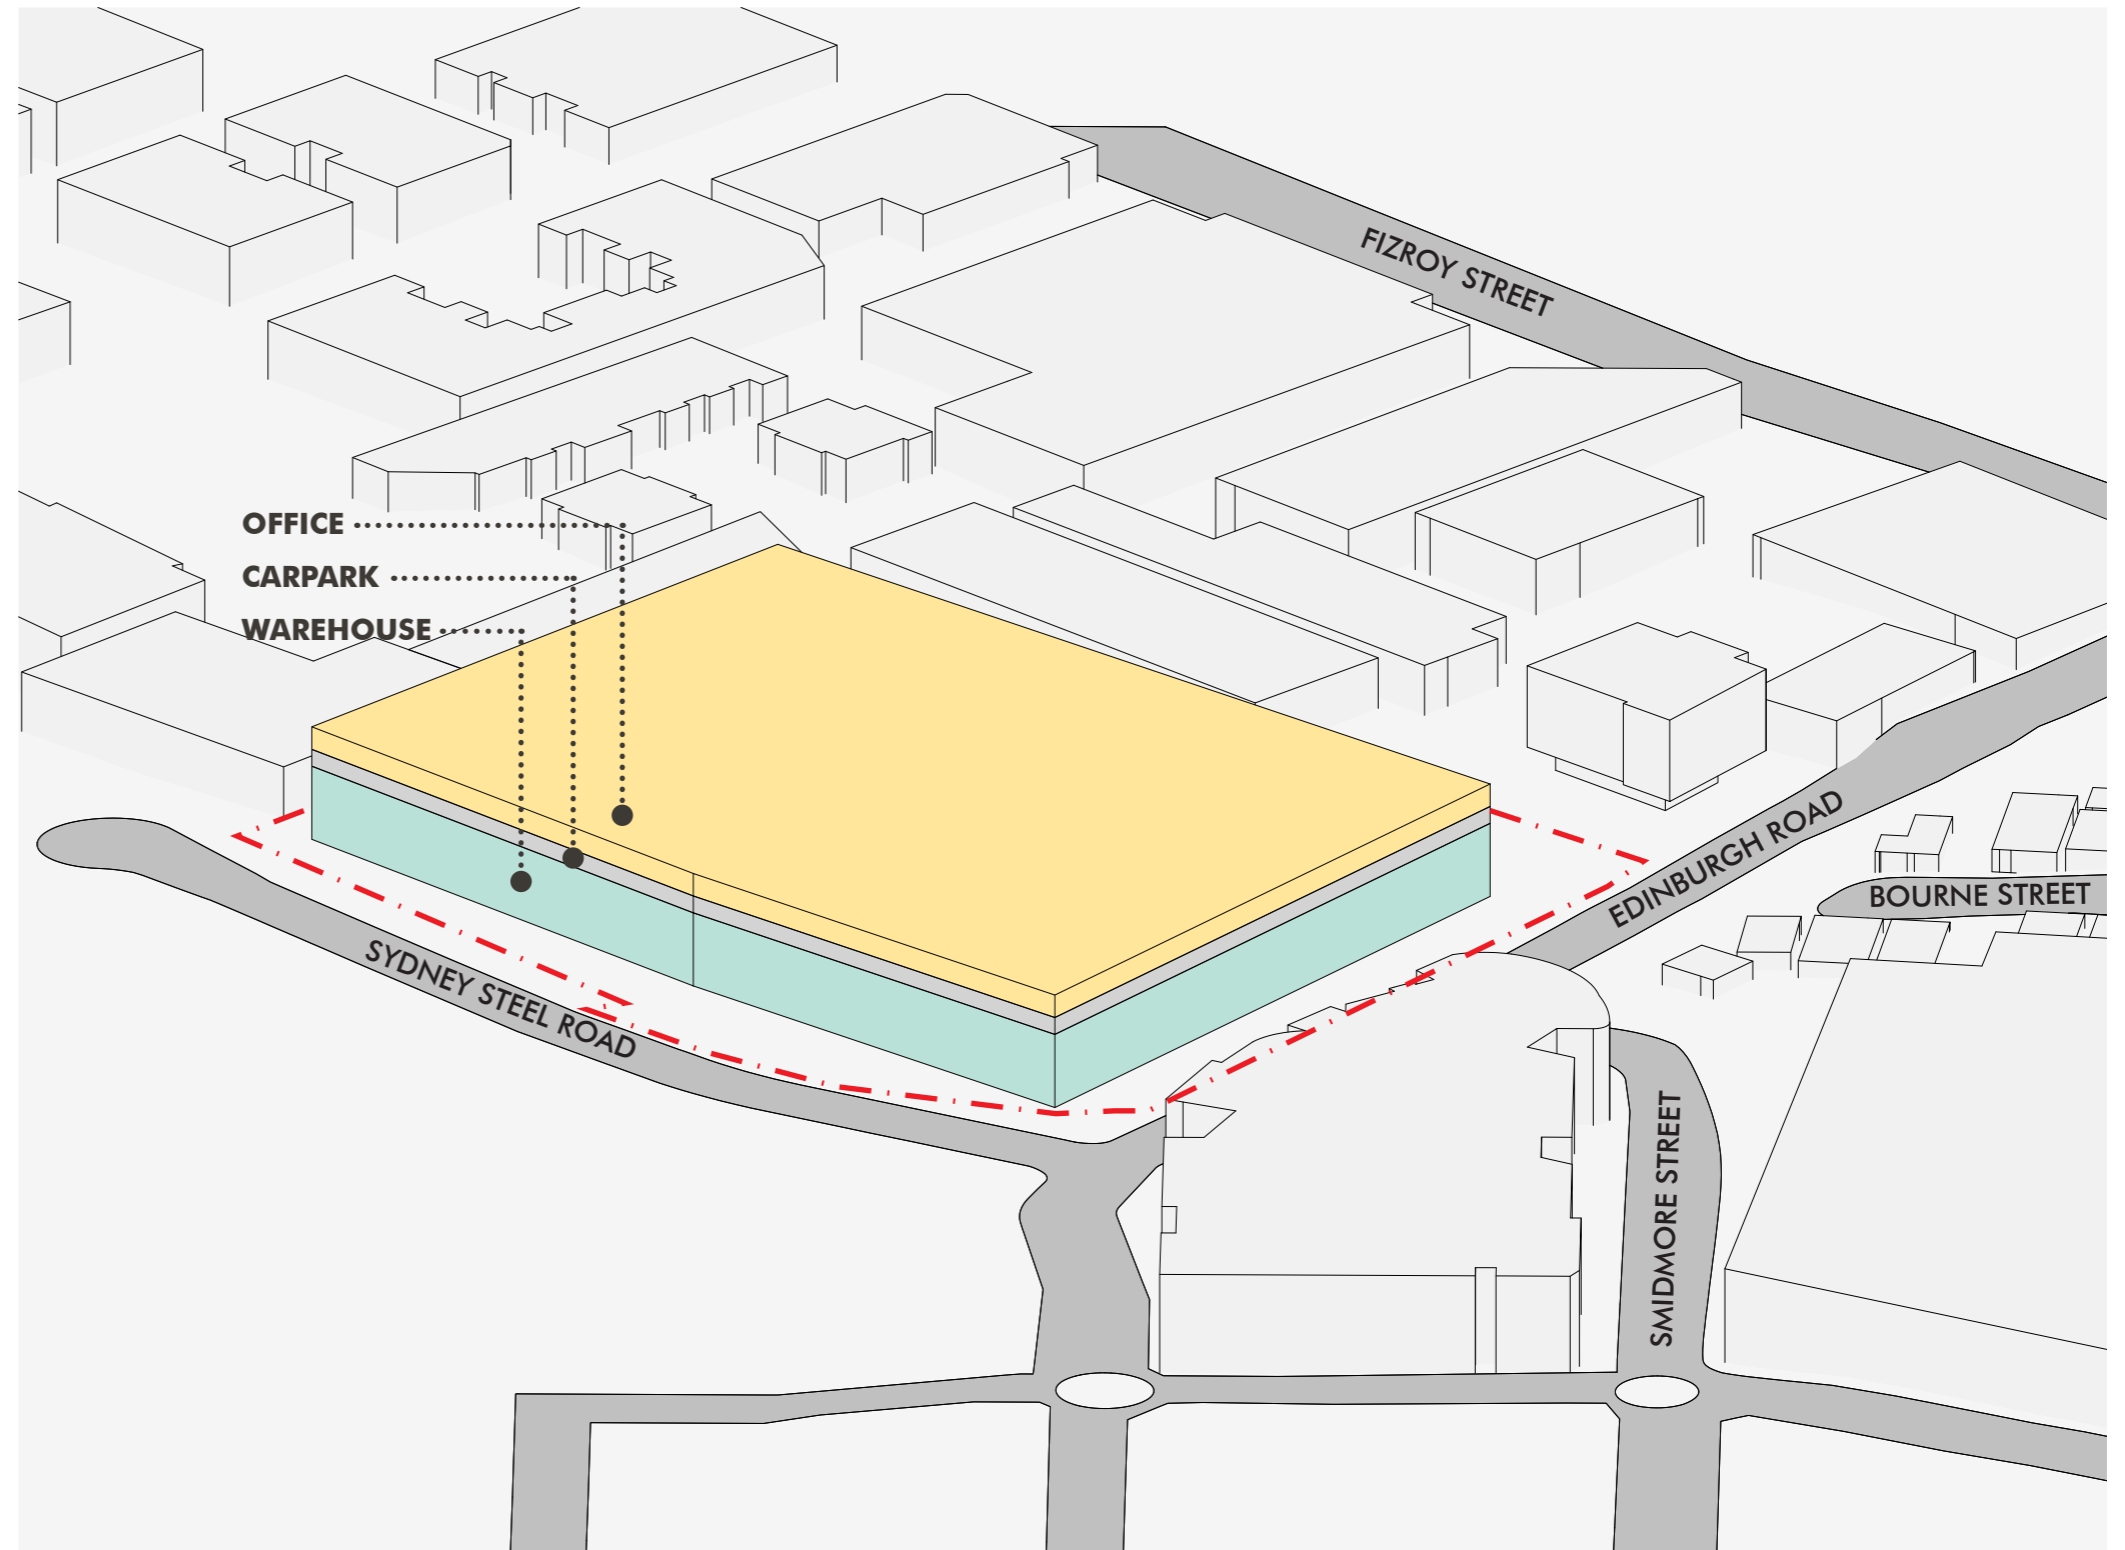 FIZROY STREET
OFFICE
CARPARK
WAREHOUSE
EDINBURGH ROAD
BOURNE STREET
SYDNEY STEEL ROAD
SMIDMORE STREET